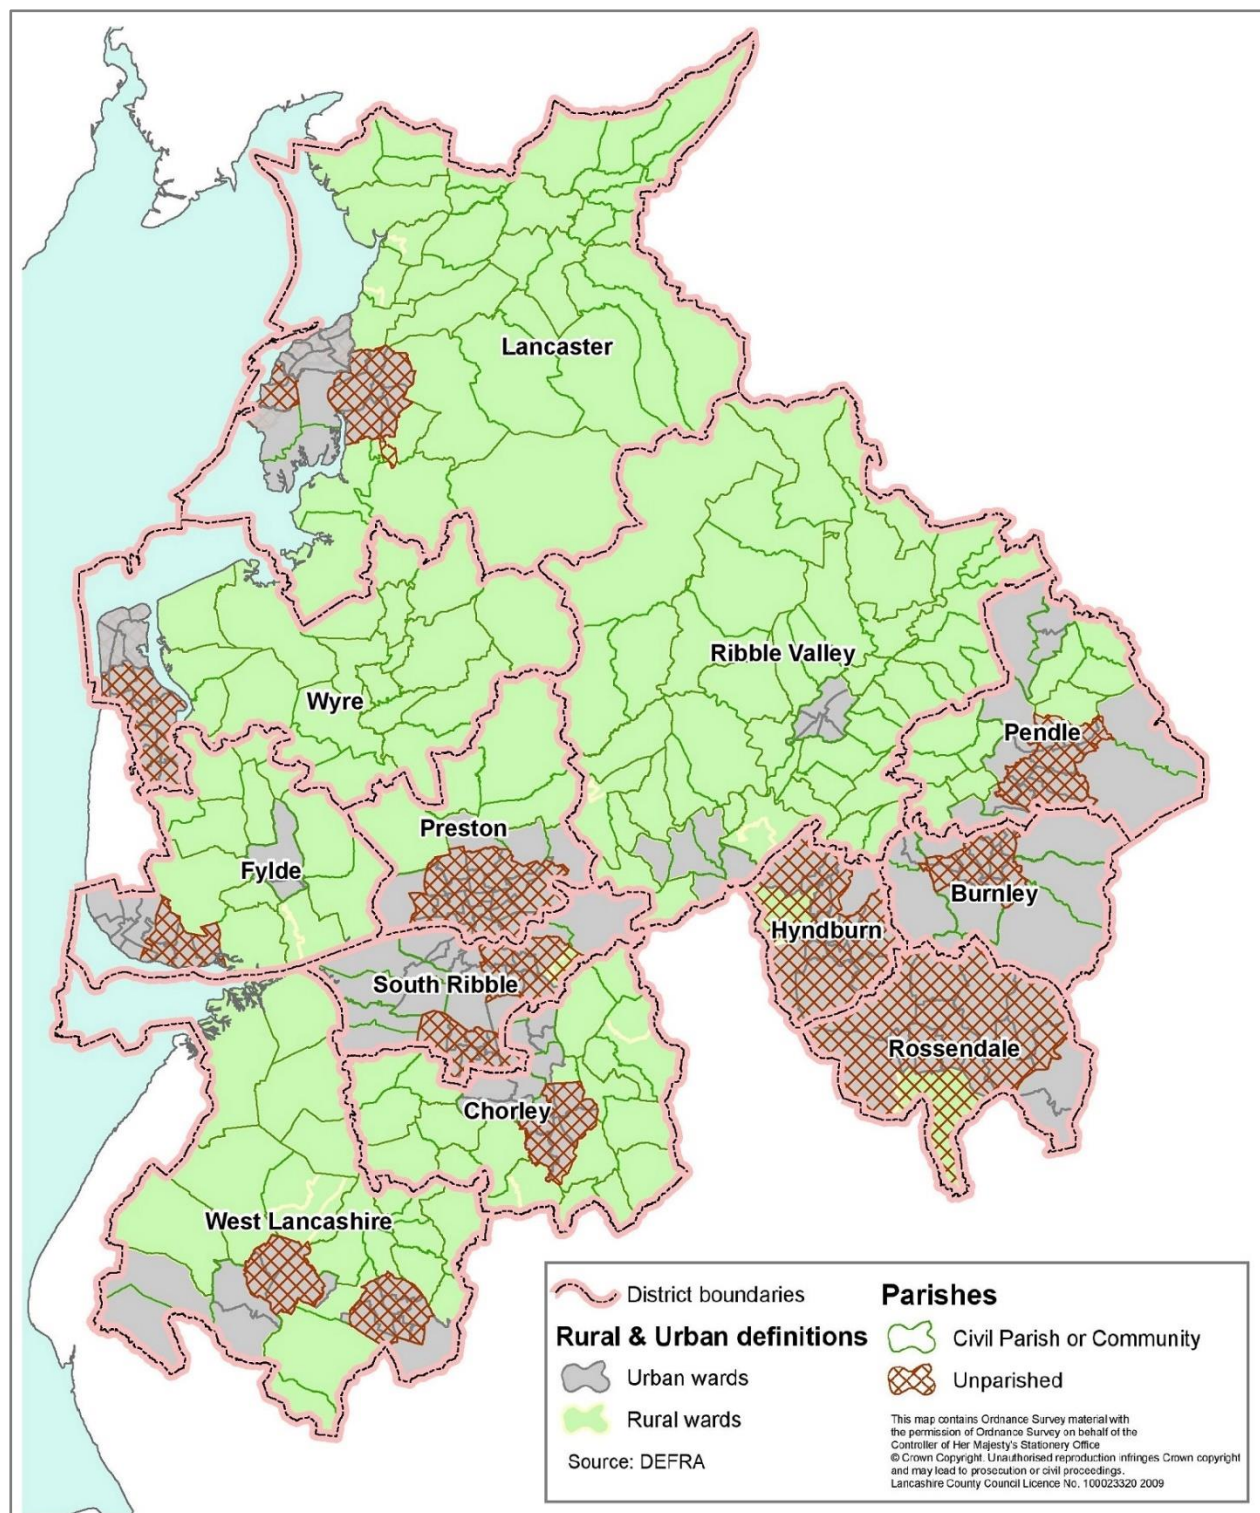 Lancaster
Ribble Valley
Wyre
Pendle
Preston
Fylde
Burnley
Hyndburn
South Ribble
Rossendale
Chorley
West Lancashire
District boundaries
Rural & Urban definitions
Urban wards
Rural wards
Source: DEFRA
Parishes
Civil Parish or Community
Unparished
This map contains Ordnance Survey material with
the permission of Ordnance Survey on behalf of the
Controller of Her Majesty's Stationery Office
© Crown Copyright. Unauthorised reproduction infringes Crown copyright
and may lead to prosecution or civil proceedings.
Lancashire County Council Licence No. 100023320 2009